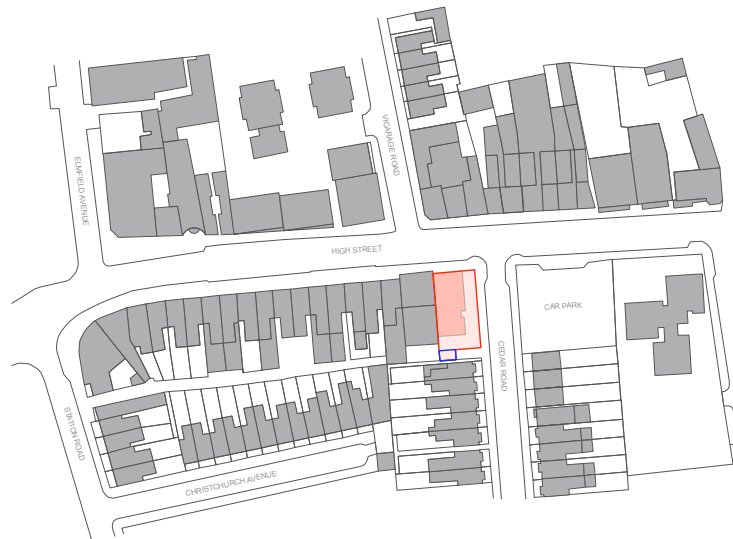 VICARAGE ROAD
ELMFIELD AVENUE
HIGH STREET
CAR PARK
CEDAR ROAD
STATION ROAD
CHRISTCHURCH AVENUE